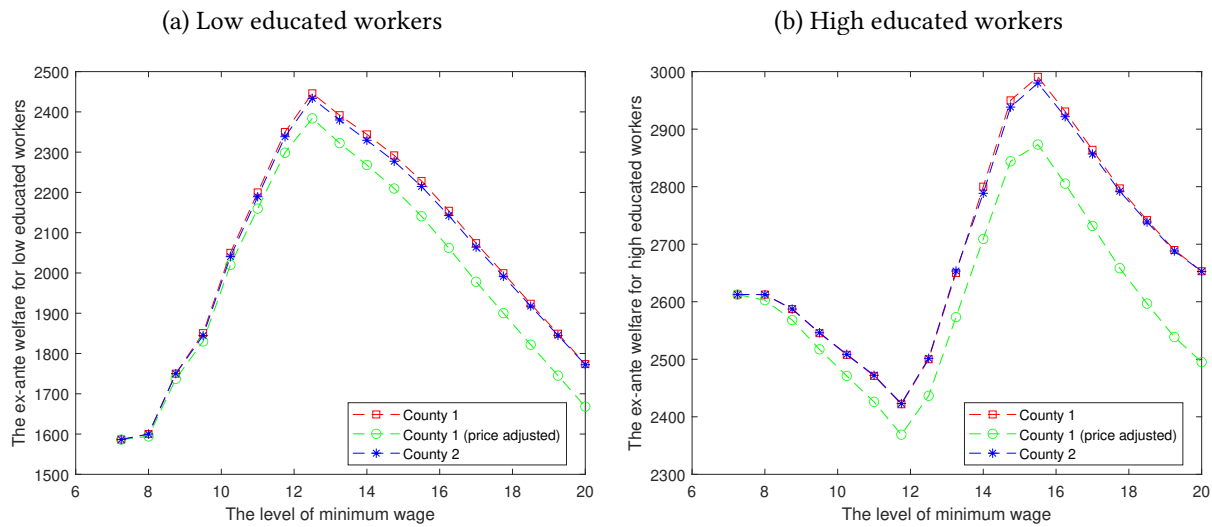 (a) Low educated workers
The ex-ante welfare for low educated workers
2500
2400
2300
2200
2100
2000
1900
1800
1700
1600
1500
6
8
10
12
14
16
18
20
The level of minimum wage
County 1
County 1 (price adjusted)
County 2
(b) High educated workers
The ex-ante welfare for high educated workers
3000
2900
2800
2700
2600
2500
2400
2300
6
8
10
12
14
16
18
20
The level of minimum wage
County 1
County 1 (price adjusted)
County 2